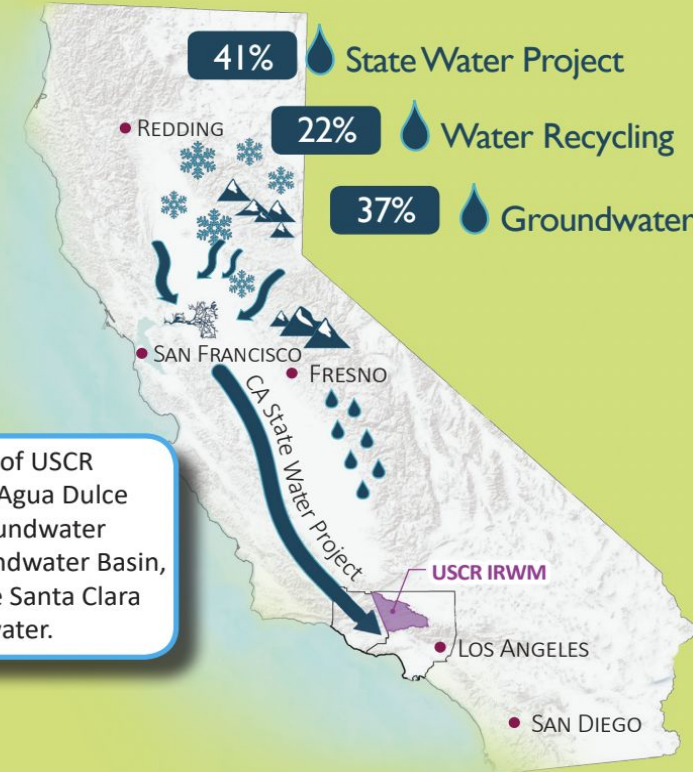 41% State Water Project
22% Water Recycling
37% Groundwater
REDDING
SAN FRANCISCO
FRESNO
CA State Water Project
of USCR
Agua Dulce
undwater
ndwater Basin,
e Santa Clara
water.
USCR IRWM
LOS ANGELES
SAN DIEGO